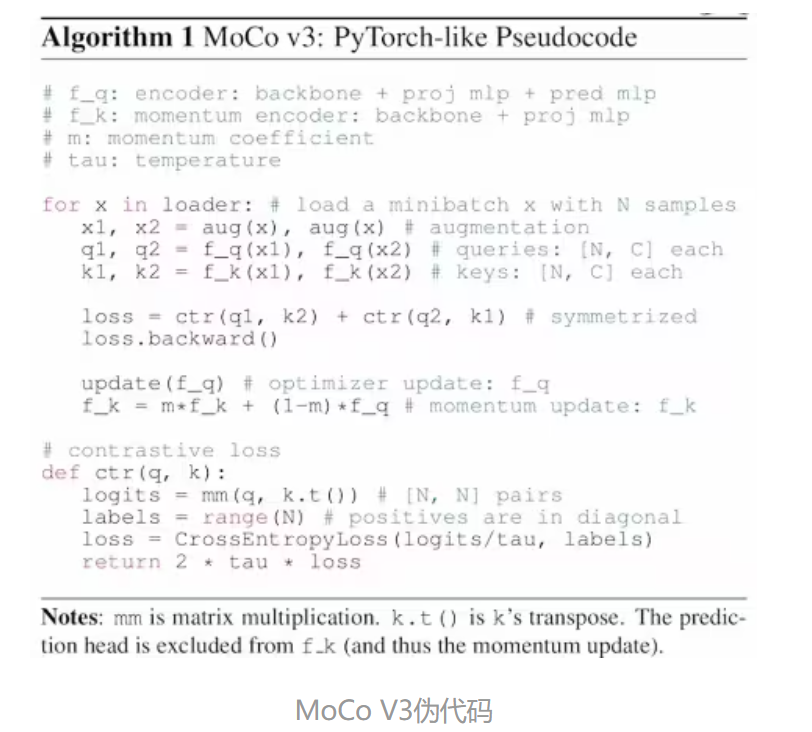 Algorithm 1 MoCo v3: PyTorch-like Pseudocode
# f_q: encoder: backbone + proj mlp + pred mlp
# f_k: momentum encoder: backbone + proj mlp
# m: momentum coefficient
# tau: temperature
for x in loader: # load a minibatch x with N samples
x1, x2 = aug(x), aug(x) # augmentation
q1, q2 = f_q(x1), f_q(x2) # queries: [N, C] each
k1, k2 = f_k(x1), f_k(x2) # keys: [N, C] each
loss = ctr(q1, k2) + ctr(q2, k1) # symmetrized
loss.backward()
update(f_q) # optimizer update: f_q
f_k = m*f_k + (1-m)*f_q # momentum update: f_k
# contrastive loss
def ctr(q, k):
logits = mm(q, k.t()) # [N, N] pairs
labels = range(N) # positives are in diagonal
loss = CrossEntropyLoss(logits/tau, labels)
return 2 * tau * loss
Notes: mm is matrix multiplication. k.t() is k's transpose. The predic-
tion head is excluded from f_k (and thus the momentum update).
MoCo V3伪代码